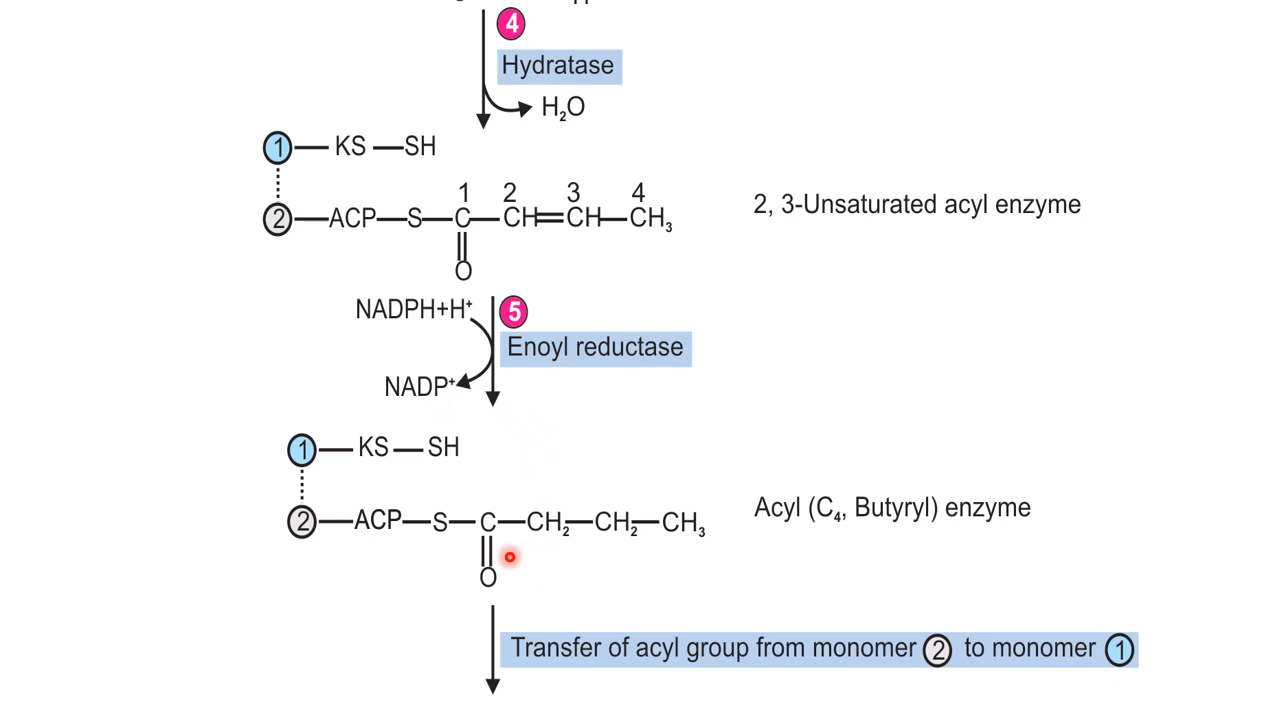 4
Hydratase
H₂O
1 KS SH
1 2 3 4
2 ACP S C CH CH CH₃
2, 3-Unsaturated acyl enzyme
O
NADPH+H⁺
5
Enoyl reductase
NADP⁺
1 KS SH
2 ACP S C CH₂ CH₂ CH₃
Acyl (C₄, Butyryl) enzyme
O
Transfer of acyl group from monomer 2 to monomer 1